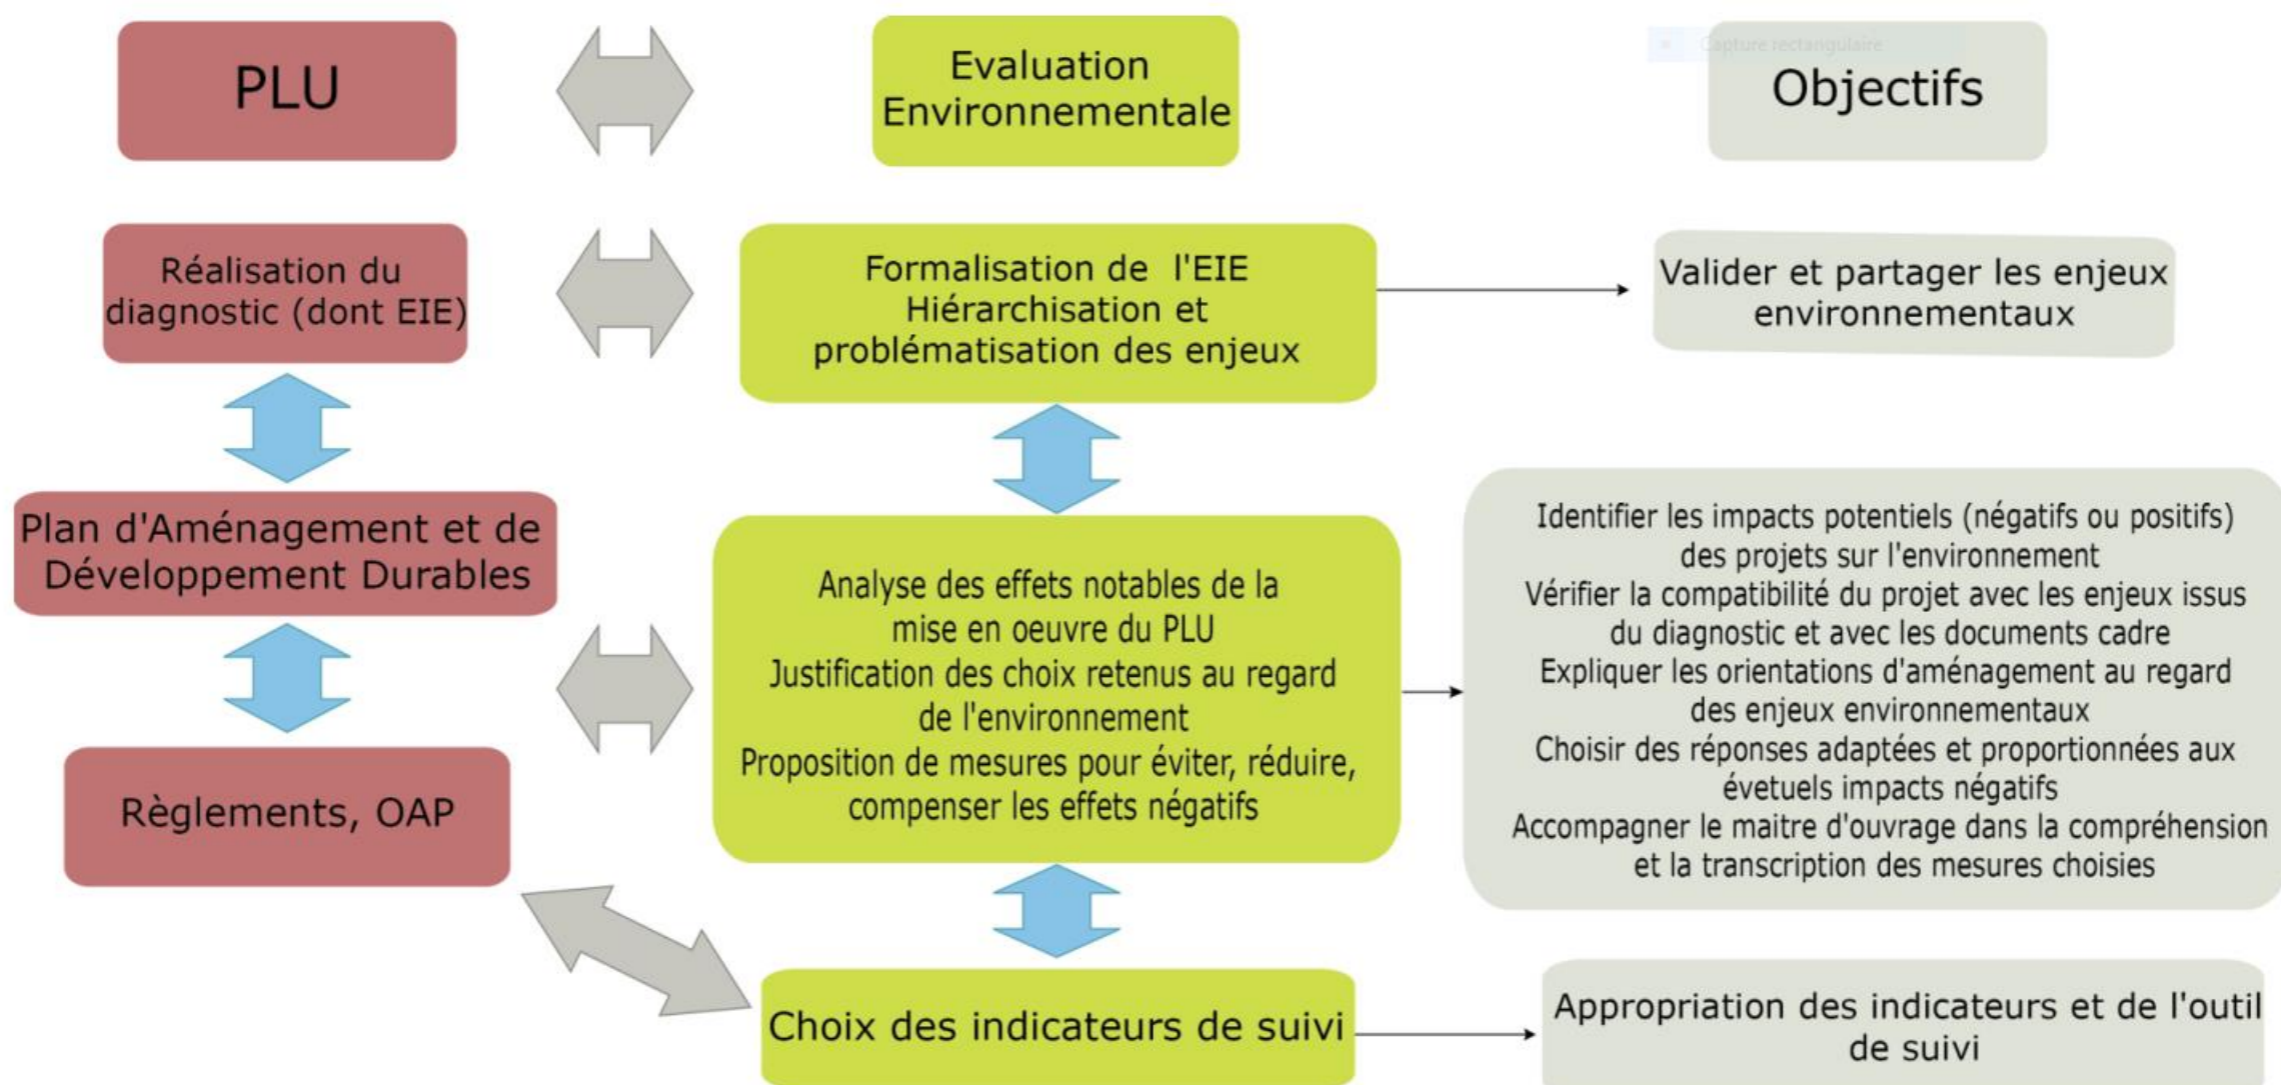 PLU
Evaluation
Environnementale
Capture rectangulaire
Objectifs
Réalisation du
diagnostic (dont EIE)
Formalisation de l'EIE
Hiérarchisation et
problématisation des enjeux
Valider et partager les enjeux
environnementaux
Plan d'Aménagement et de
Développement Durables
Analyse des effets notables de la
mise en oeuvre du PLU
Justification des choix retenus au regard
de l'environnement
Proposition de mesures pour éviter, réduire,
compenser les effets négatifs
Identifier les impacts potentiels (négatifs ou positifs)
des projets sur l'environnement
Vérifier la compatibilité du projet avec les enjeux issus
du diagnostic et avec les documents cadre
Expliquer les orientations d'aménagement au regard
des enjeux environnementaux
Choisir des réponses adaptées et proportionnées aux
évetuels impacts négatifs
Accompagner le maitre d'ouvrage dans la compréhension
et la transcription des mesures choisies
Règlements, OAP
Choix des indicateurs de suivi
Appropriation des indicateurs et de l'outil
de suivi